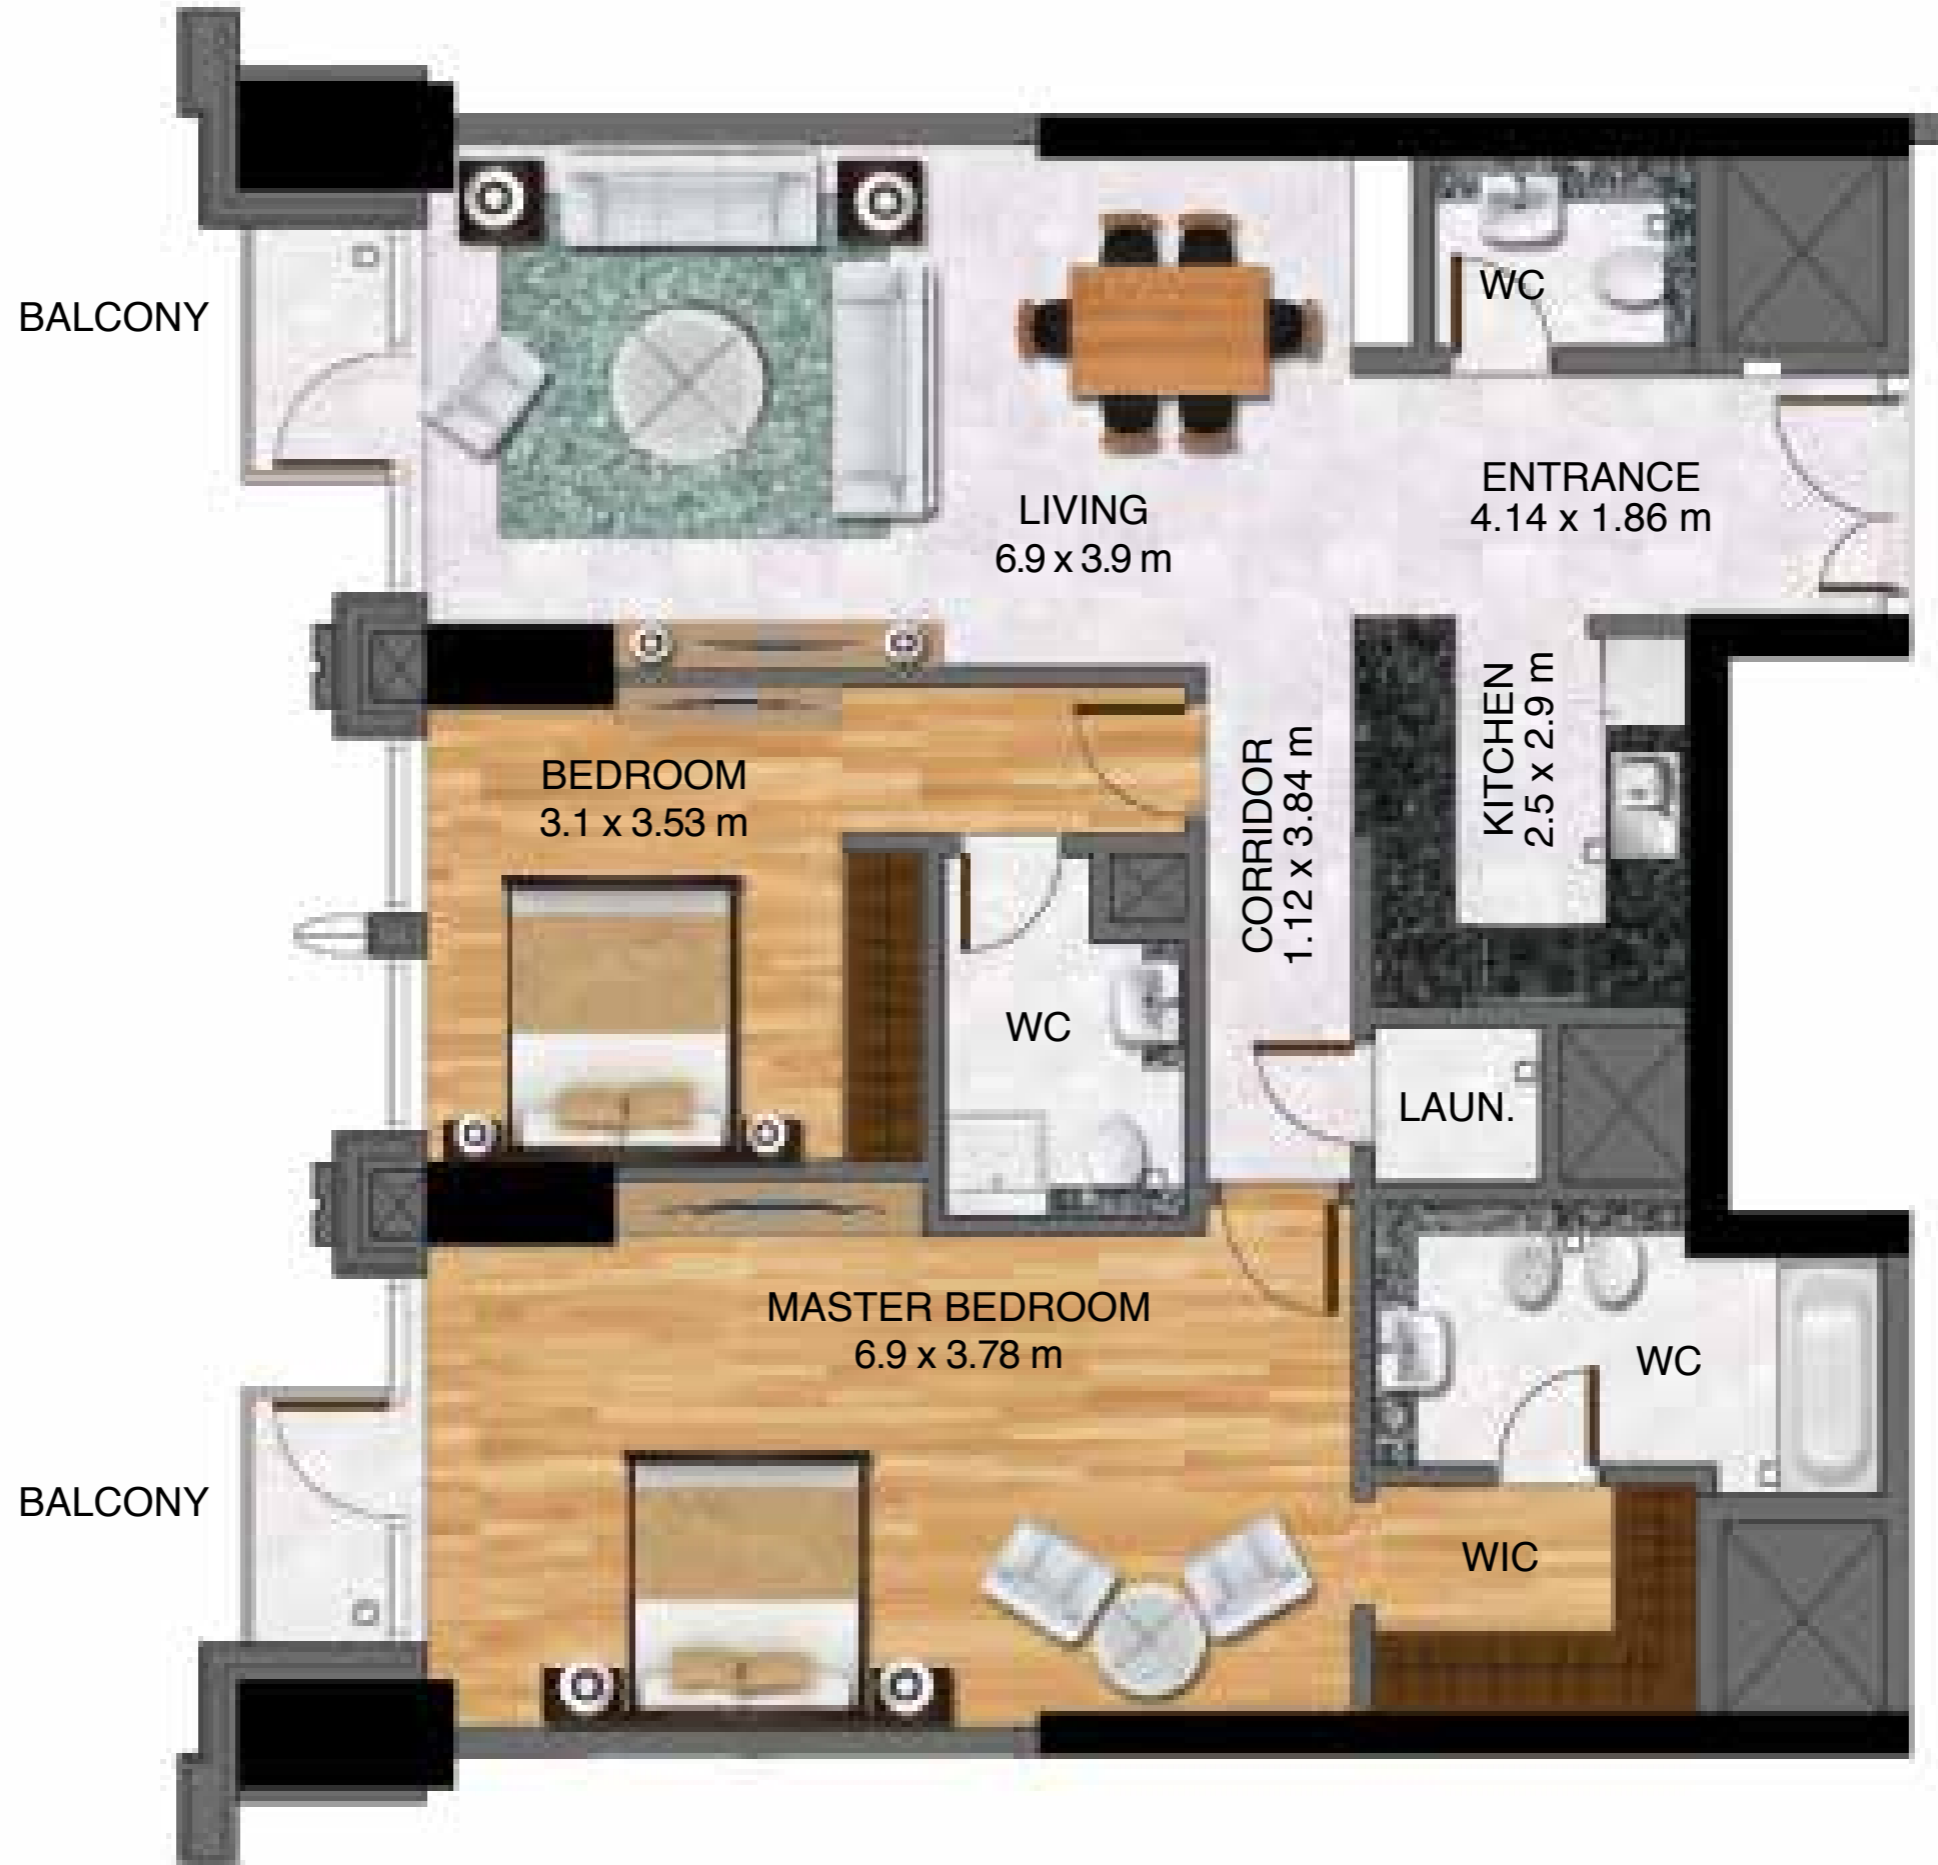 BALCONY
WC
LIVING
6.9 x 3.9 m
ENTRANCE
4.14 x 1.86 m
BEDROOM
3.1 x 3.53 m
CORRIDOR
1.12 x 3.84 m
KITCHEN
2.5 x 2.9 m
WC
LAUN.
MASTER BEDROOM
6.9 x 3.78 m
WC
BALCONY
WIC